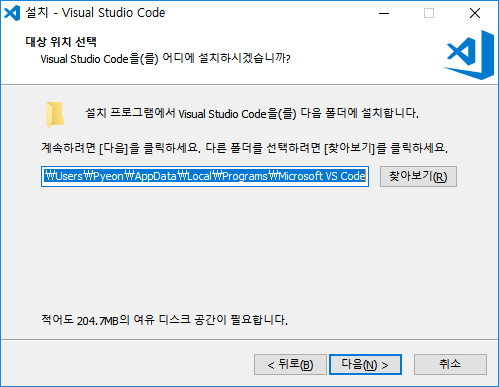 설치 - Visual Studio Code
대상 위치 선택
Visual Studio Code을(를) 어디에 설치하시겠습니까?
설치 프로그램에서 Visual Studio Code을(를) 다음 폴더에 설치합니다.
계속하려면 [다음]을 클릭하세요. 다른 폴더를 선택하려면 [찾아보기]를 클릭하세요.
₩Users₩Pyeon₩AppData₩Local₩Programs₩Microsoft VS Code 찾아보기(R)
적어도 204.7MB의 여유 디스크 공간이 필요합니다.
< 뒤로(B) 다음(N) > 취소